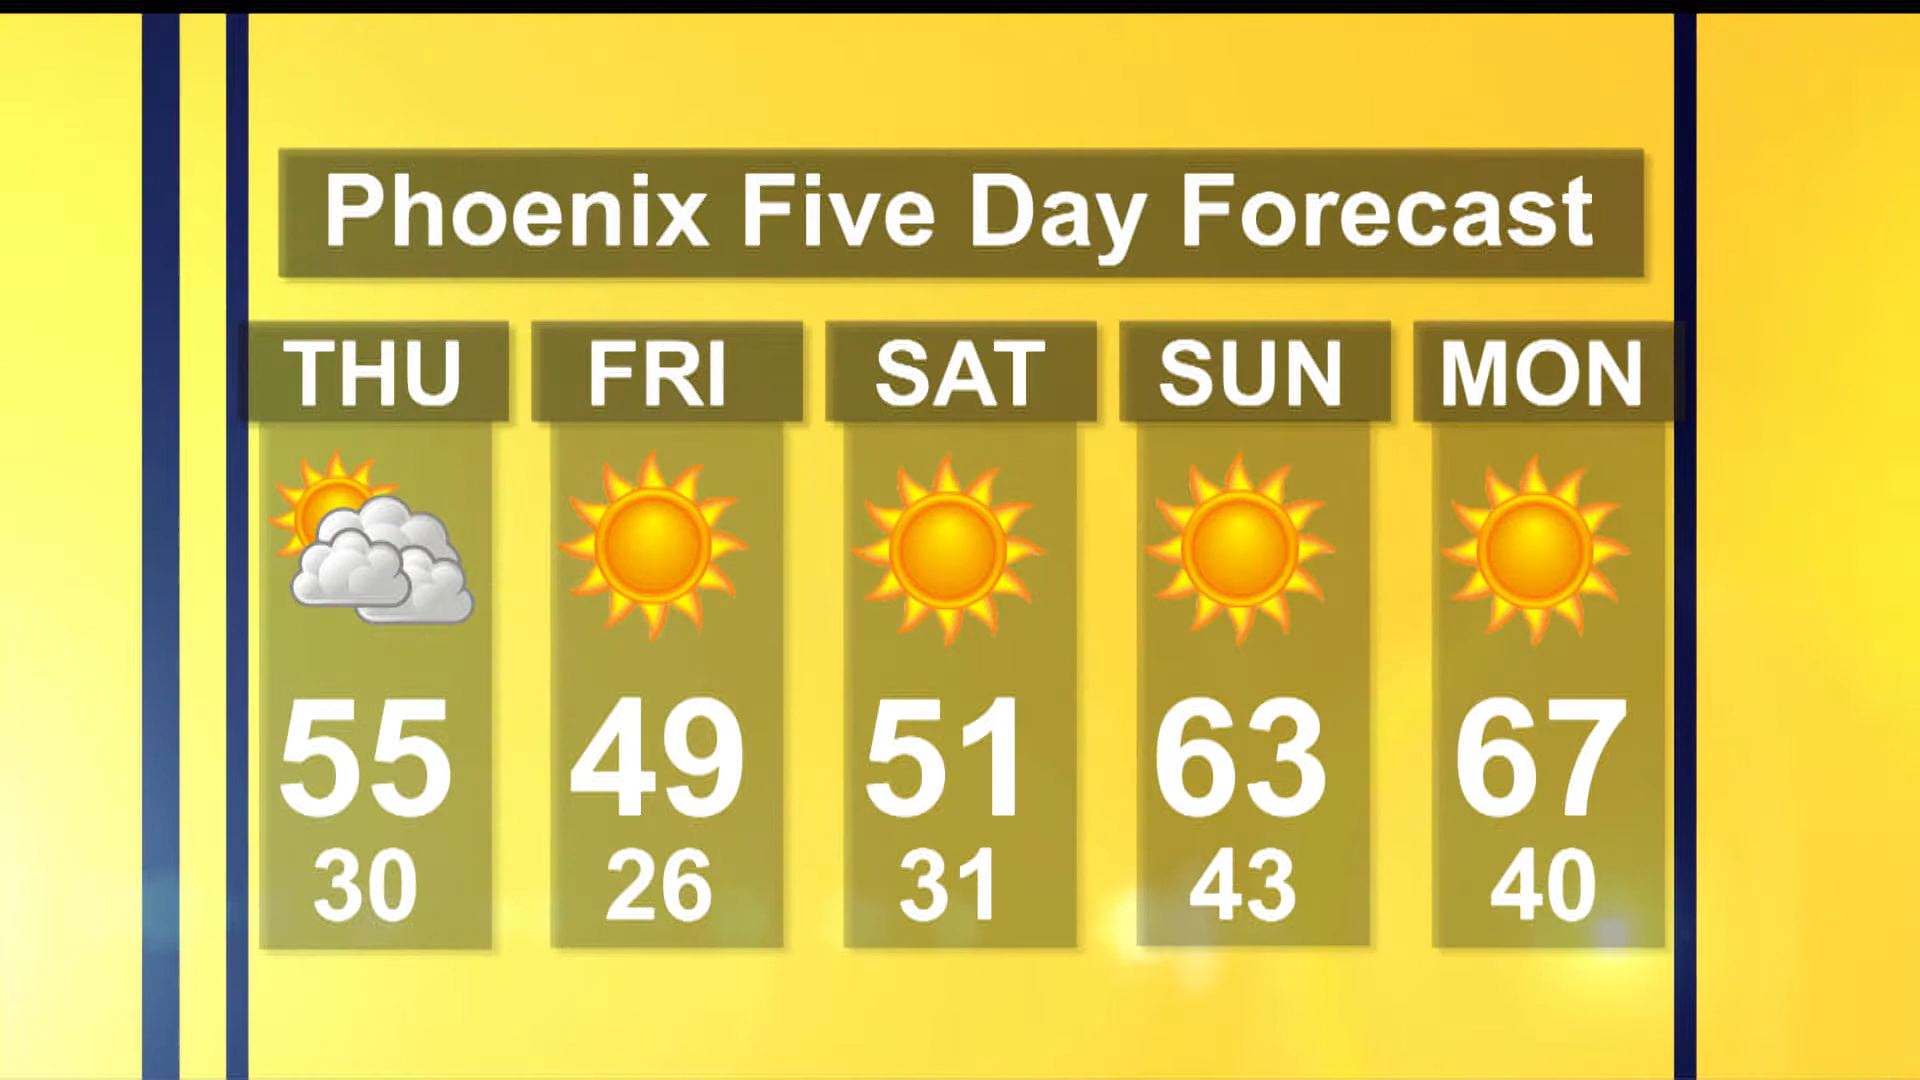 Phoenix Five Day Forecast
THU FRI SAT SUN MON
55 49 51 63 67
30 26 31 43 40